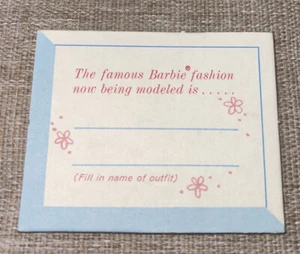 The famous Barbie® fashion
now being modeled is . . . . .
(Fill in name of outfit)